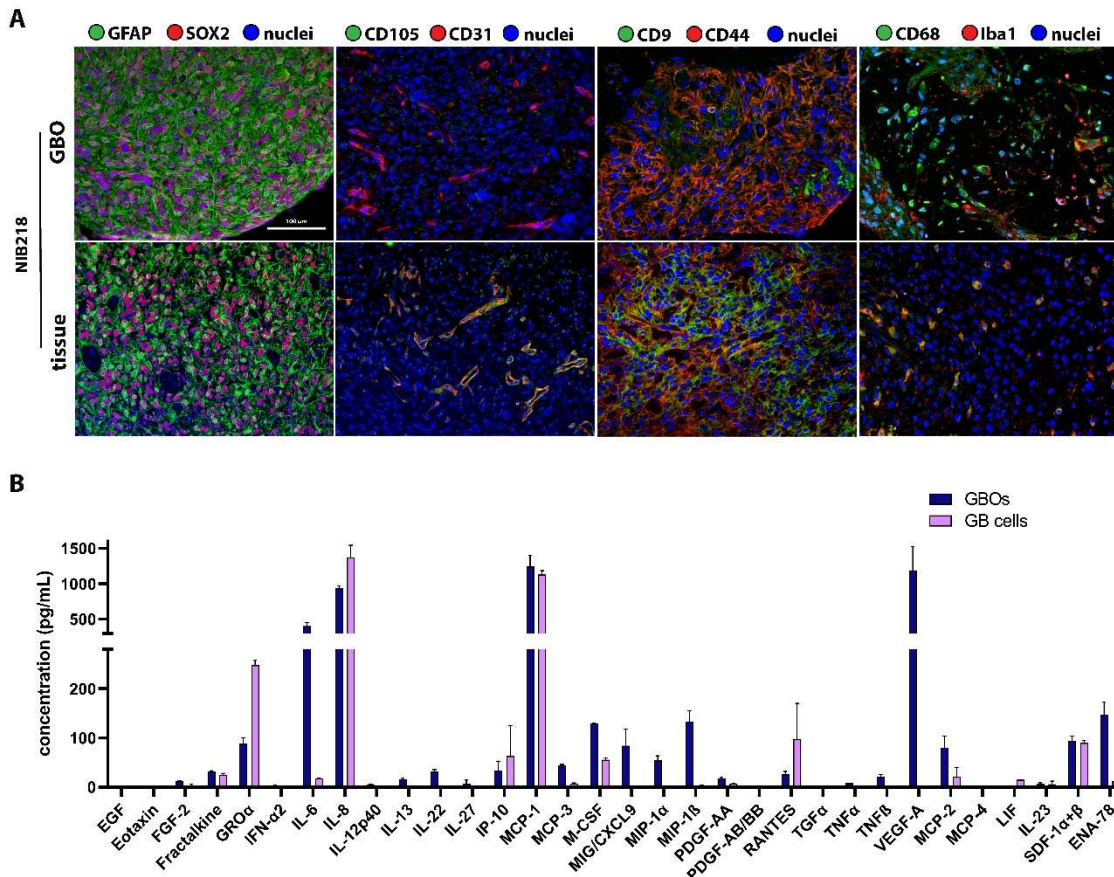 A
GFAP SOX2 nuclei CD105 CD31 nuclei CD9 CD44 nuclei CD68 Iba1 nuclei
NIB218
GBO
100 µm
tissue
B
GBOs
GB cells
concentration (pg/mL)
1500
1000
500
200
100
0
EGF
Eotaxin
FGF-2
Fractalkine
GROα
IFN-α2
IL-6
IL-8
IL-12p40
IL-13
IL-22
IL-27
IP-10
MCP-1
MCP-3
M-CSF
MIG/CXCL9
MIP-1α
MIP-1ß
PDGF-AA
PDGF-AB/BB
RANTES
TGFα
TNFα
TNFß
VEGF-A
MCP-2
MCP-4
LIF
IL-23
SDF-1α+β
ENA-78